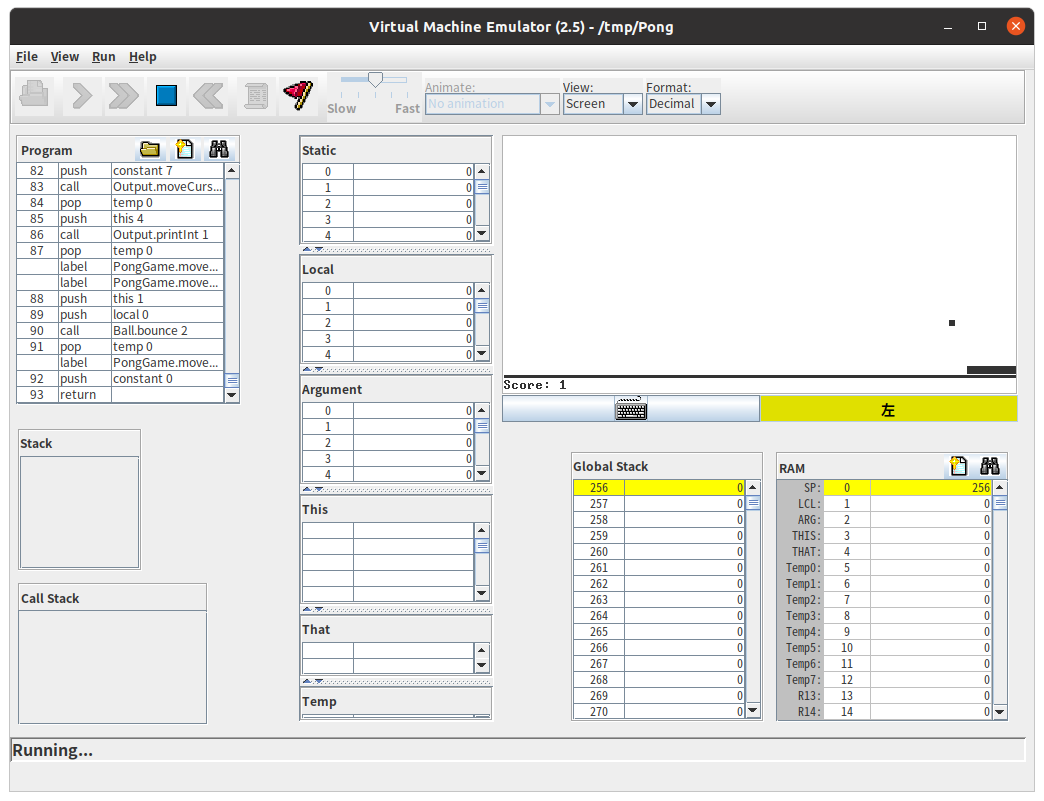 Virtual Machine Emulator (2.5) - /tmp/Pong
File View Run Help
Slow Fast
Animate: View: Format:
No animation Screen Decimal
Program
82 push constant 7
83 call Output.moveCurs...
84 pop temp 0
85 push this 4
86 call Output.printInt 1
87 pop temp 0
label PongGame.move...
label PongGame.move...
88 push this 1
89 push local 0
90 call Ball.bounce 2
91 pop temp 0
label PongGame.move...
92 push constant 0
93 return
Stack
Call Stack
Static
0 0
1 0
2 0
3 0
4 0
Local
0 0
1 0
2 0
3 0
4 0
Argument
0 0
1 0
2 0
3 0
4 0
This
That
Temp
Score: 1
左
Global Stack
256 0
257 0
258 0
259 0
260 0
261 0
262 0
263 0
264 0
265 0
266 0
267 0
268 0
269 0
270 0
RAM
SP: 0 256
LCL: 1 0
ARG: 2 0
THIS: 3 0
THAT: 4 0
Temp0: 5 0
Temp1: 6 0
Temp2: 7 0
Temp3: 8 0
Temp4: 9 0
Temp5: 10 0
Temp6: 11 0
Temp7: 12 0
R13: 13 0
R14: 14 0
Running...